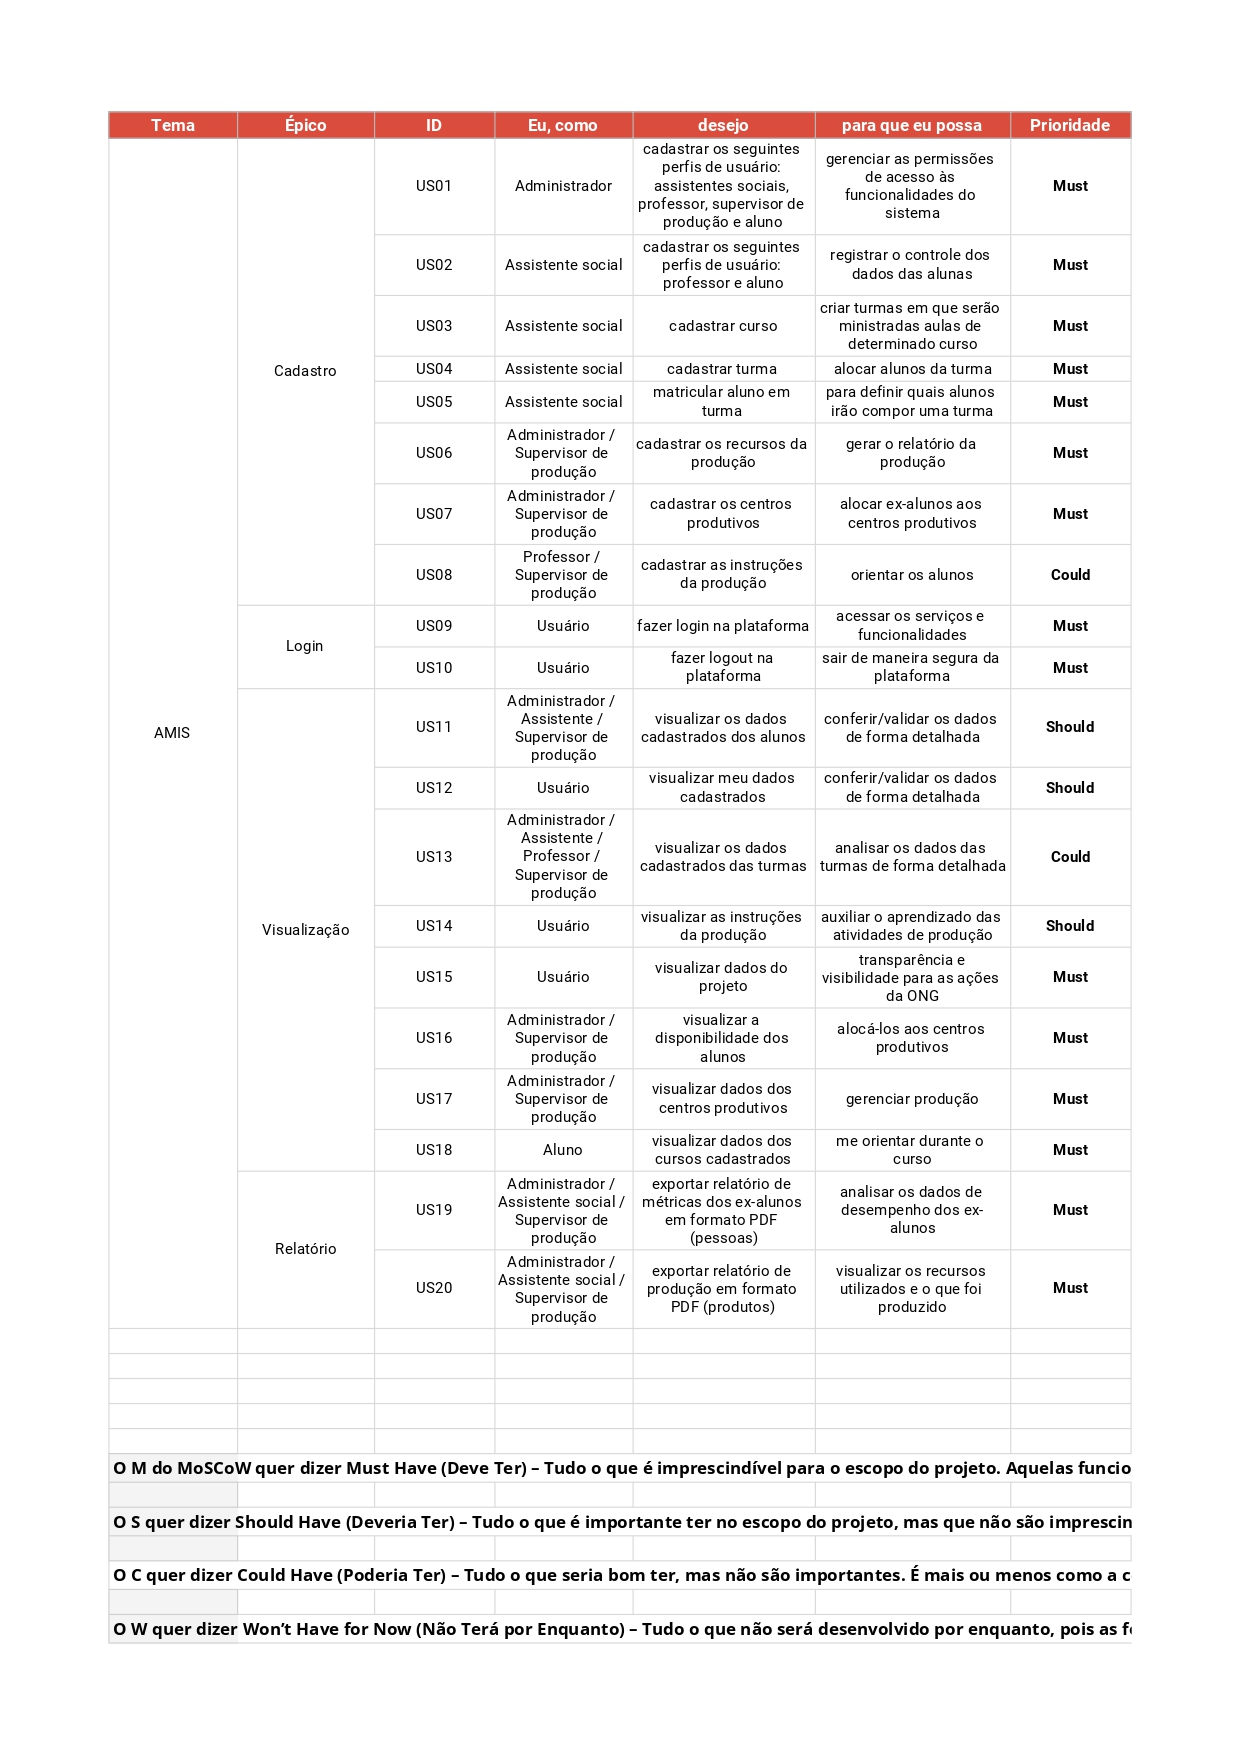 Tema Épico ID Eu, como desejo para que eu possa Prioridade
AMIS
Cadastro
US01
Administrador
cadastrar os seguintes
perfis de usuário:
assistentes sociais,
professor, supervisor de
produção e aluno
gerenciar as permissões
de acesso às
funcionalidades do
sistema
Must
US02
Assistente social
cadastrar os seguintes
perfis de usuário:
professor e aluno
registrar o controle dos
dados das alunas
Must
US03
Assistente social
cadastrar curso
criar turmas em que serão
ministradas aulas de
determinado curso
Must
US04
Assistente social
cadastrar turma
alocar alunos da turma
Must
US05
Assistente social
matricular aluno em
turma
para definir quais alunos
irão compor uma turma
Must
US06
Administrador /
Supervisor de
produção
cadastrar os recursos da
produção
gerar o relatório da
produção
Must
US07
Administrador /
Supervisor de
produção
cadastrar os centros
produtivos
alocar ex-alunos aos
centros produtivos
Must
US08
Professor /
Supervisor de
produção
cadastrar as instruções
da produção
orientar os alunos
Could
Login
US09
Usuário
fazer login na plataforma
acessar os serviços e
funcionalidades
Must
US10
Usuário
fazer logout na
plataforma
sair de maneira segura da
plataforma
Must
Visualização
US11
Administrador /
Assistente /
Supervisor de
produção
visualizar os dados
cadastrados dos alunos
conferir/validar os dados
de forma detalhada
Should
US12
Usuário
visualizar meu dados
cadastrados
conferir/validar os dados
de forma detalhada
Should
US13
Administrador /
Assistente /
Professor /
Supervisor de
produção
visualizar os dados
cadastrados das turmas
analisar os dados das
turmas de forma detalhada
Could
US14
Usuário
visualizar as instruções
da produção
auxiliar o aprendizado das
atividades de produção
Should
US15
Usuário
visualizar dados do
projeto
transparência e
visibilidade para as ações
da ONG
Must
US16
Administrador /
Supervisor de
produção
visualizar a
disponibilidade dos
alunos
alocá-los aos centros
produtivos
Must
US17
Administrador /
Supervisor de
produção
visualizar dados dos
centros produtivos
gerenciar produção
Must
US18
Aluno
visualizar dados dos
cursos cadastrados
me orientar durante o
curso
Must
Relatório
US19
Administrador /
Assistente social /
Supervisor de
produção
exportar relatório de
métricas dos ex-alunos
em formato PDF
(pessoas)
analisar os dados de
desempenho dos ex-
alunos
Must
US20
Administrador /
Assistente social /
Supervisor de
produção
exportar relatório de
produção em formato
PDF (produtos)
visualizar os recursos
utilizados e o que foi
produzido
Must
O M do MoSCoW quer dizer Must Have (Deve Ter) – Tudo o que é imprescindível para o escopo do projeto. Aquelas funcio
O S quer dizer Should Have (Deveria Ter) – Tudo o que é importante ter no escopo do projeto, mas que não são imprescin
O C quer dizer Could Have (Poderia Ter) – Tudo o que seria bom ter, mas não são importantes. É mais ou menos como a c
O W quer dizer Won’t Have for Now (Não Terá por Enquanto) – Tudo o que não será desenvolvido por enquanto, pois as